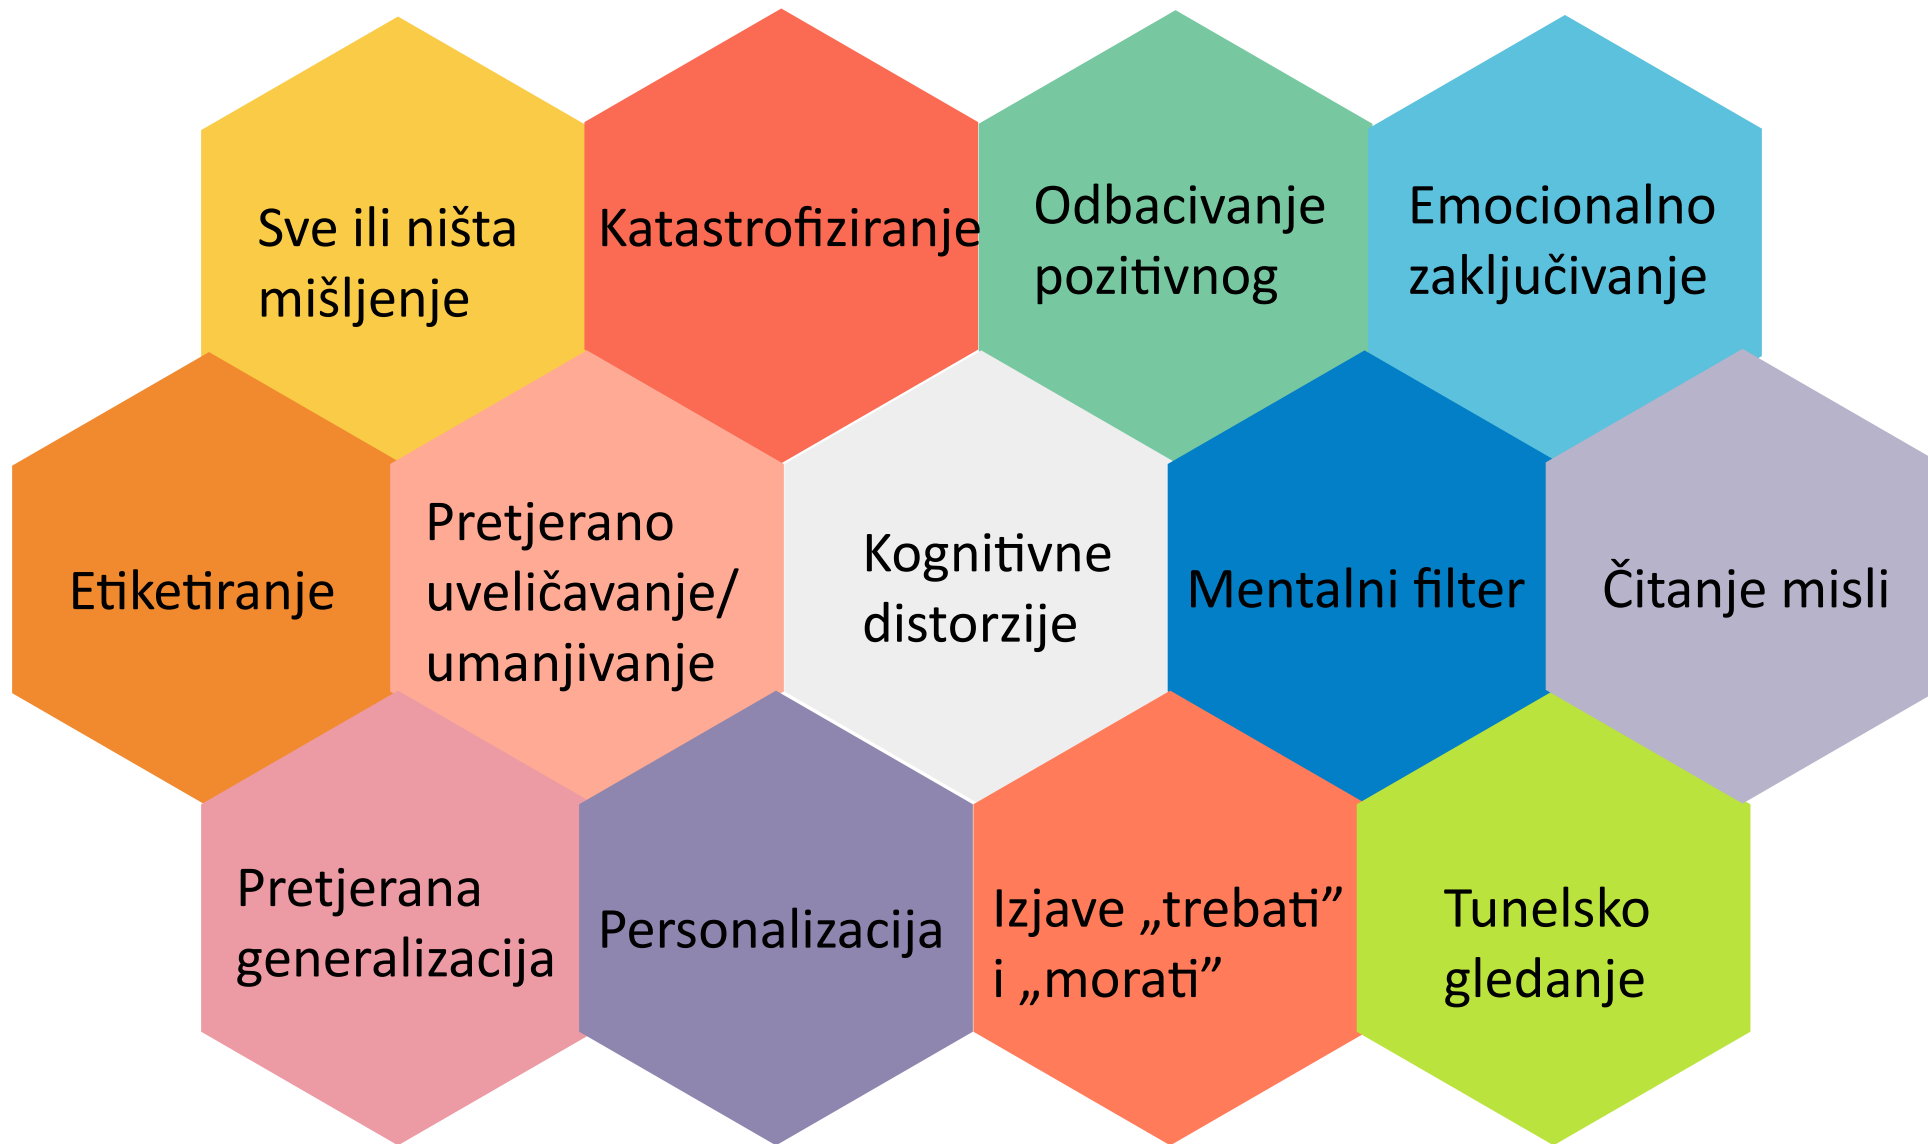 Sve ili ništa
mišljenje
Katastrofiziranje
Odbacivanje
pozitivnog
Emocionalno
zaključivanje
Etiketiranje
Pretjerano
uveličavanje/
umanjivanje
Kognitivne
distorzije
Mentalni filter
Čitanje misli
Pretjerana
generalizacija
Personalizacija
Izjave „trebati”
i „morati”
Tunelsko
gledanje